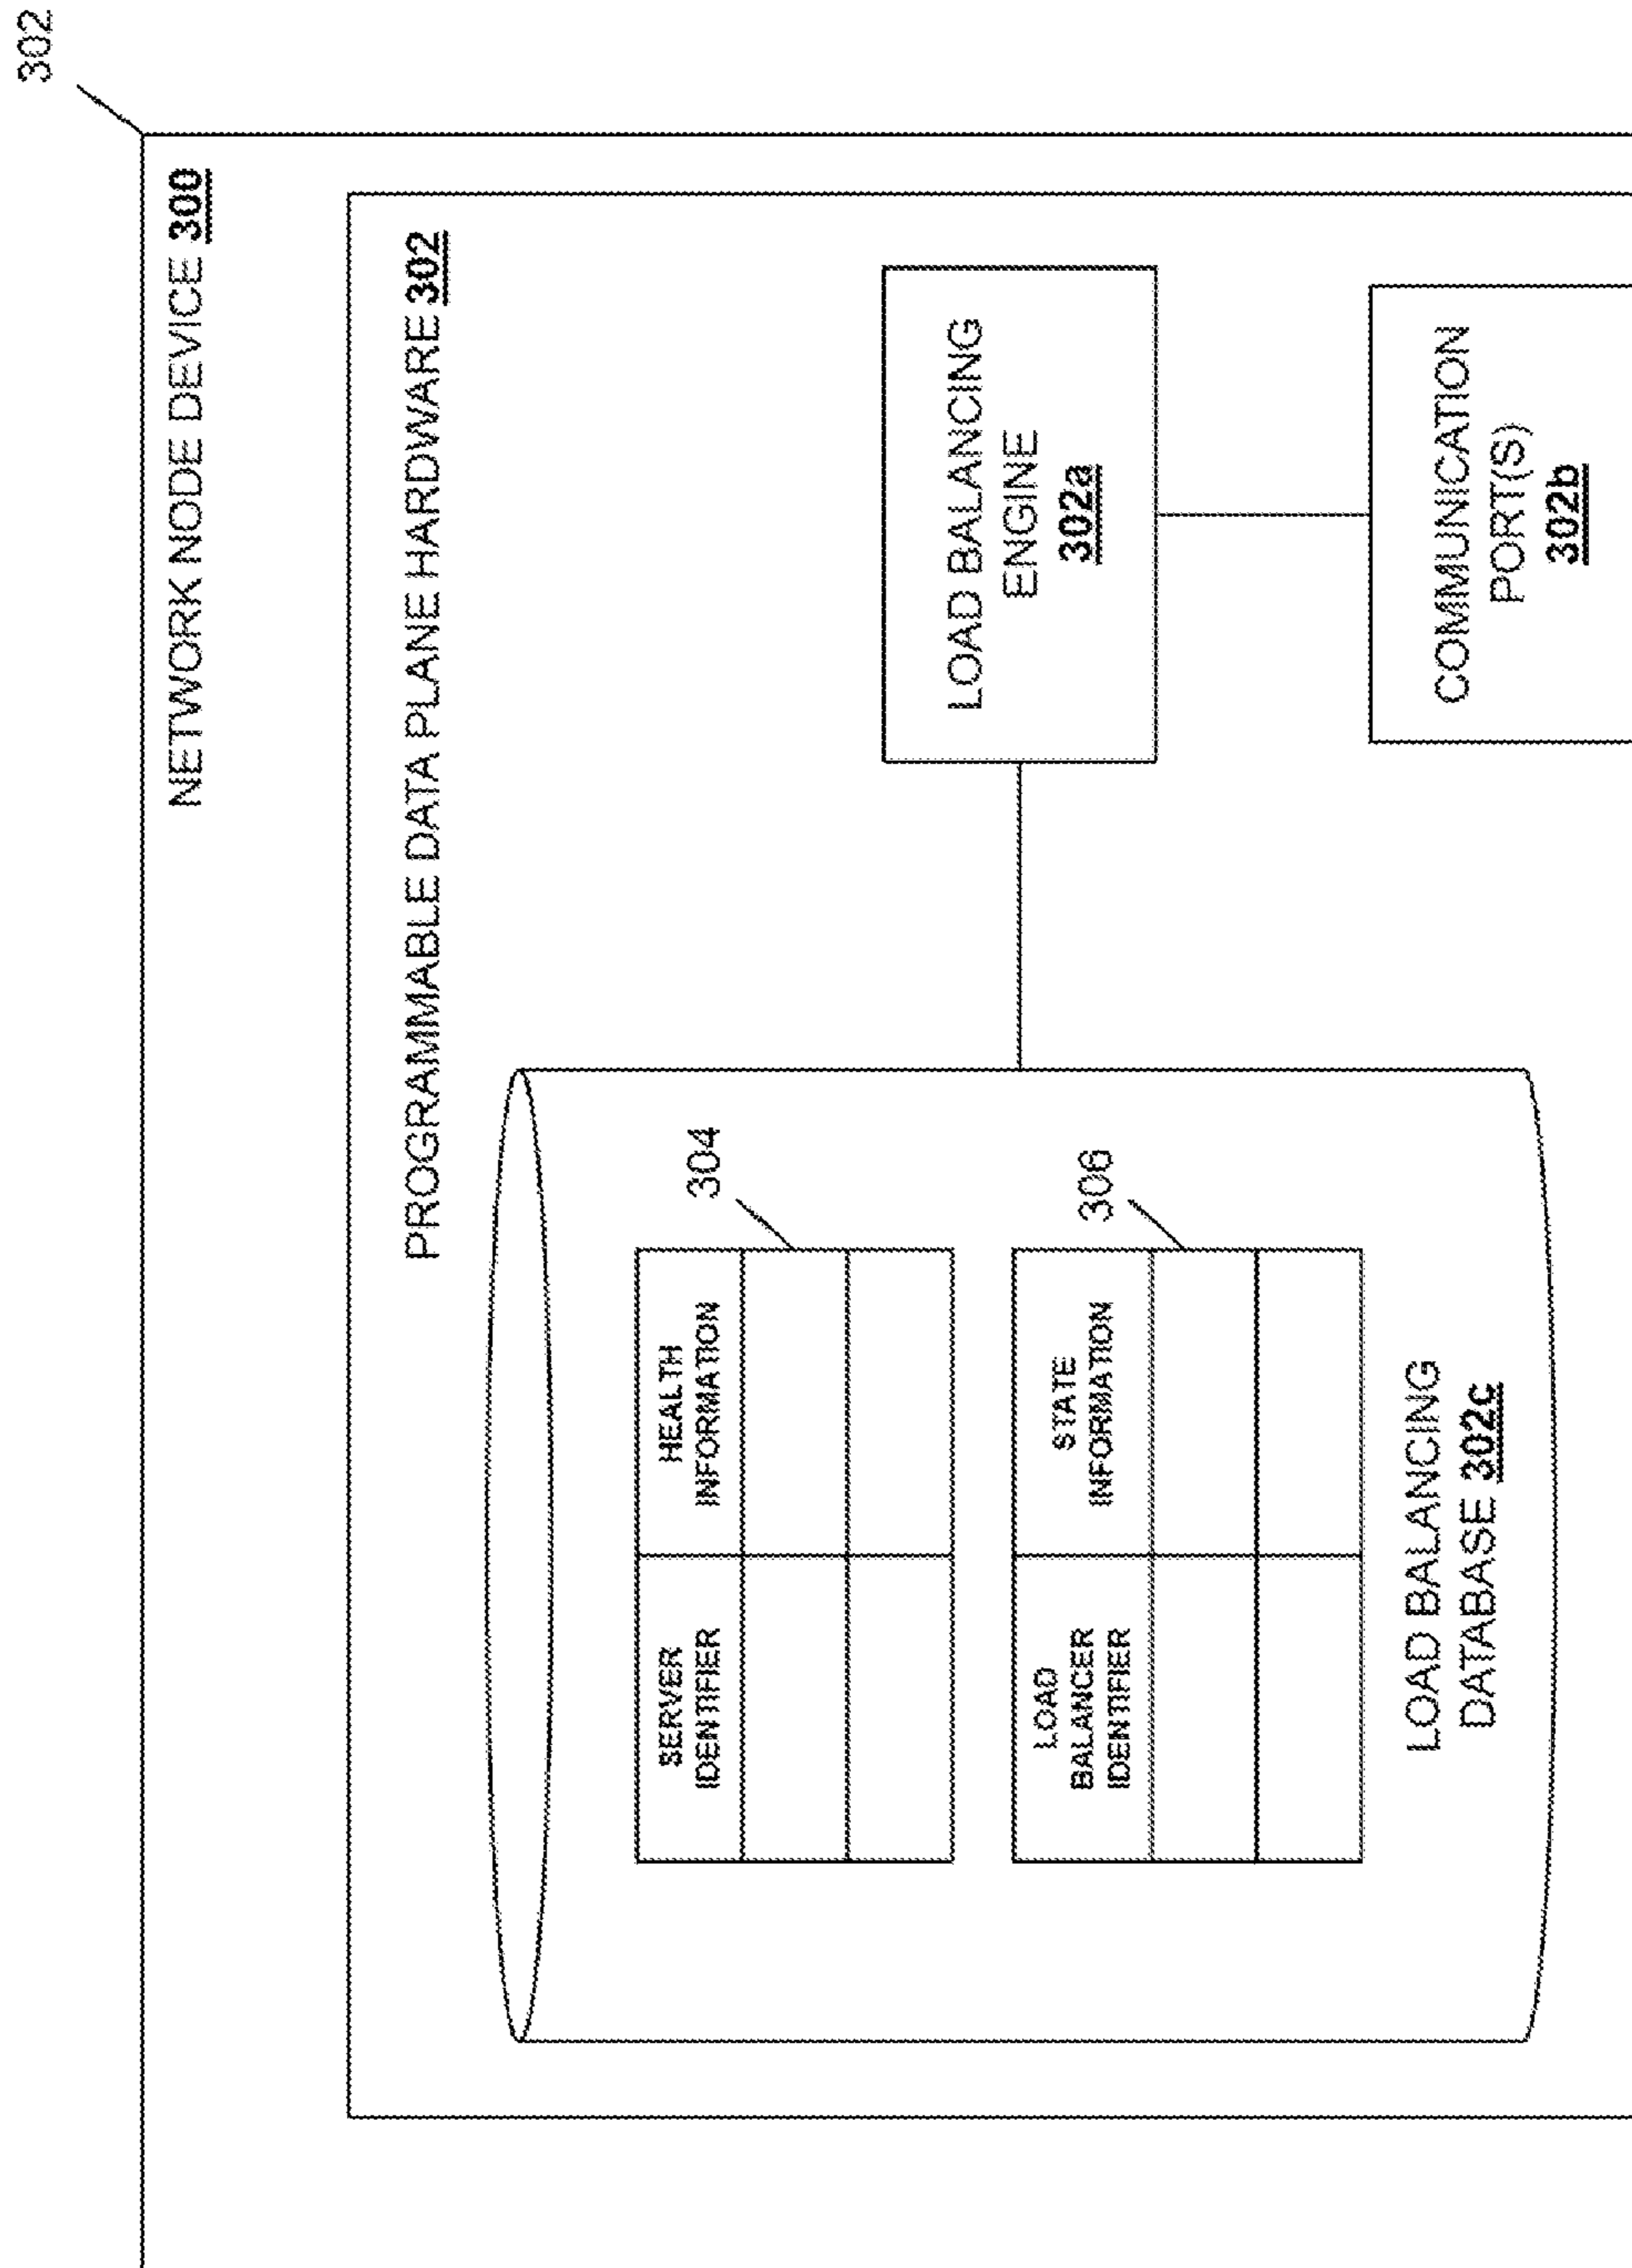 302
NETWORK NODE DEVICE 300
PROGRAMMABLE DATA PLANE HARDWARE 302
304
SERVER
IDENTIFIER
HEALTH
INFORMATION
306
LOAD
BALANCER
IDENTIFIER
STATE
INFORMATION
LOAD BALANCING
DATABASE 302c
LOAD BALANCING
ENGINE
302a
COMMUNICATION
PORT(S)
302b